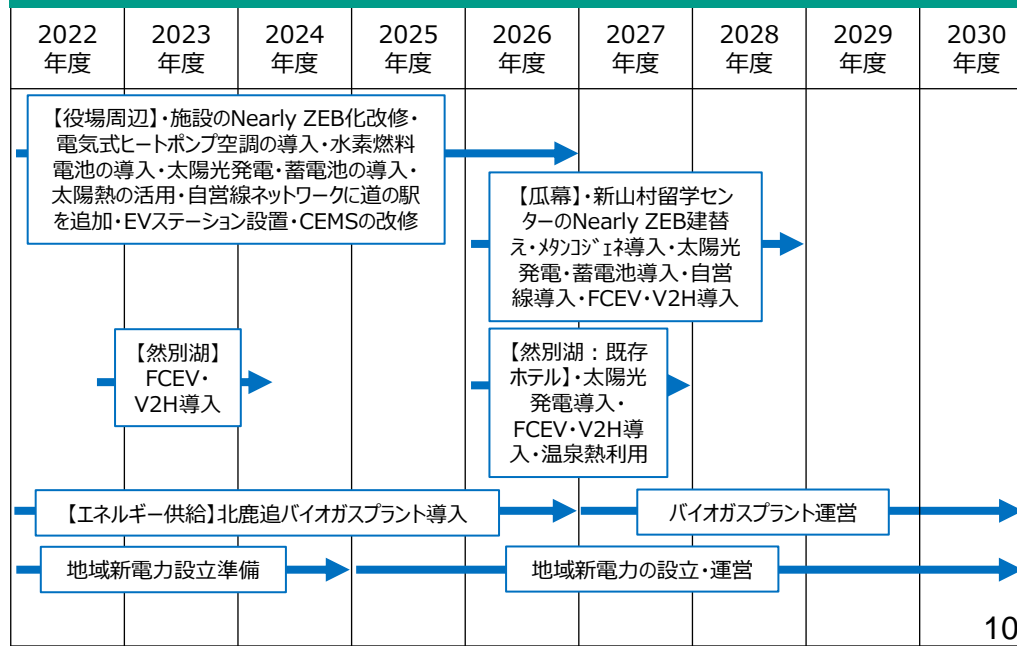 2022
年度
2023
年度
2024
年度
2025
年度
2026
年度
2027
年度
2028
年度
2029
年度
2030
年度
【役場周辺】・施設のNearly ZEB化改修・
電気式ヒートポンプ空調の導入・水素燃料
電池の導入・太陽光発電・蓄電池の導入・
太陽熱の活用・自営線ネットワークに道の駅
を追加・EVステーション設置・CEMSの改修
【瓜幕】・新山村留学セン
ターのNearly ZEB建替
え・ﾒﾀﾝｺｼﾞｪﾈ導入・太陽光
発電・蓄電池導入・自営
線導入・FCEV・V2H導入
【然別湖】
FCEV・
V2H導入
【然別湖：既存
ホテル】・太陽光
発電導入・
FCEV・V2H導
入・温泉熱利用
【エネルギー供給】北鹿追バイオガスプラント導入
バイオガスプラント運営
地域新電力設立準備
地域新電力の設立・運営
10